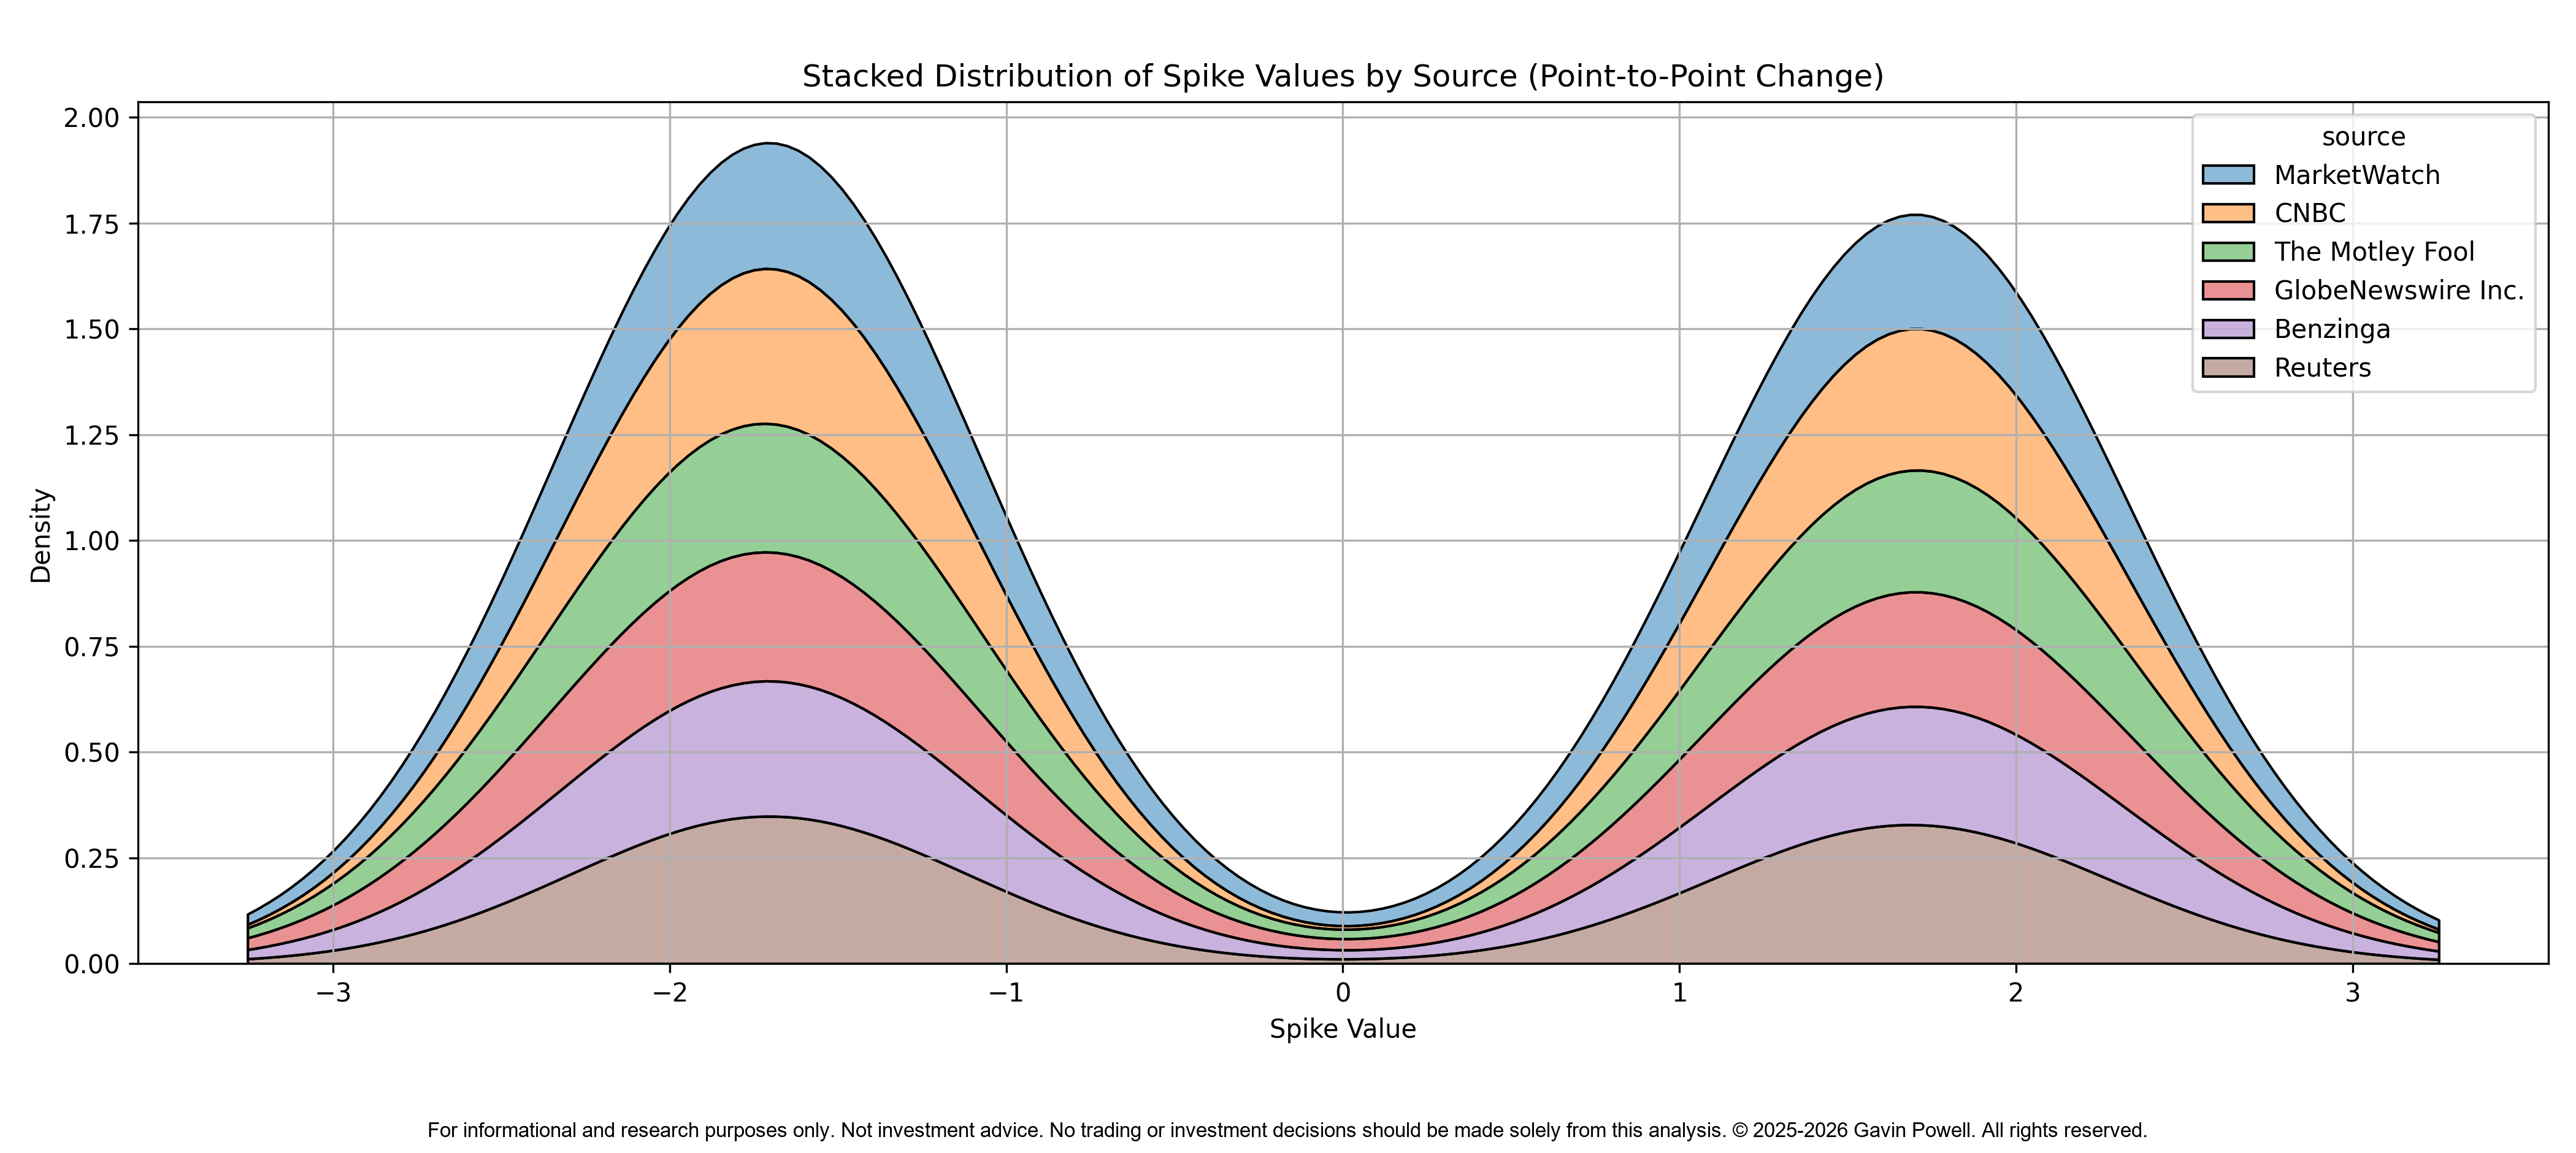 Stacked Distribution of Spike Values by Source (Point-to-Point Change)
2.00
1.75
1.50
1.25
1.00
0.75
0.50
0.25
0.00
Density
source
MarketWatch
CNBC
The Motley Fool
GlobeNewswire Inc.
Benzinga
Reuters
−3 −2 −1 0 1 2 3
Spike Value
For informational and research purposes only. Not investment advice. No trading or investment decisions should be made solely from this analysis. © 2025-2026 Gavin Powell. All rights reserved.